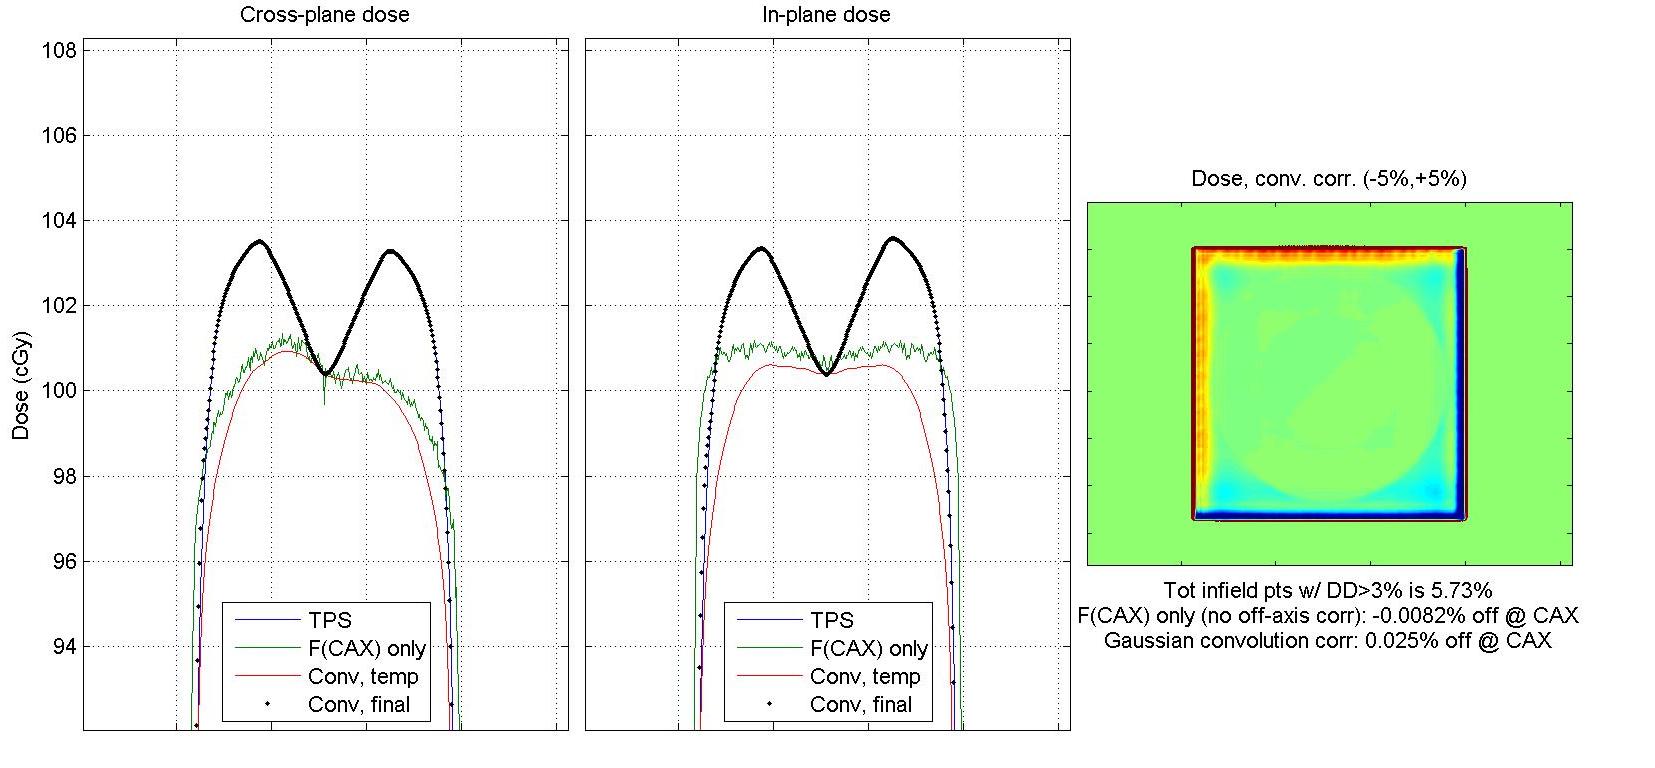 Cross-plane dose
In-plane dose
108
106
104
102
100
98
96
94
Dose (cGy)
TPS
F(CAX) only
Conv, temp
Conv, final
TPS
F(CAX) only
Conv, temp
Conv, final
Dose, conv. corr. (-5%,+5%)
Tot infield pts w/ DD>3% is 5.73%
F(CAX) only (no off-axis corr): -0.0082% off @ CAX
Gaussian convolution corr: 0.025% off @ CAX